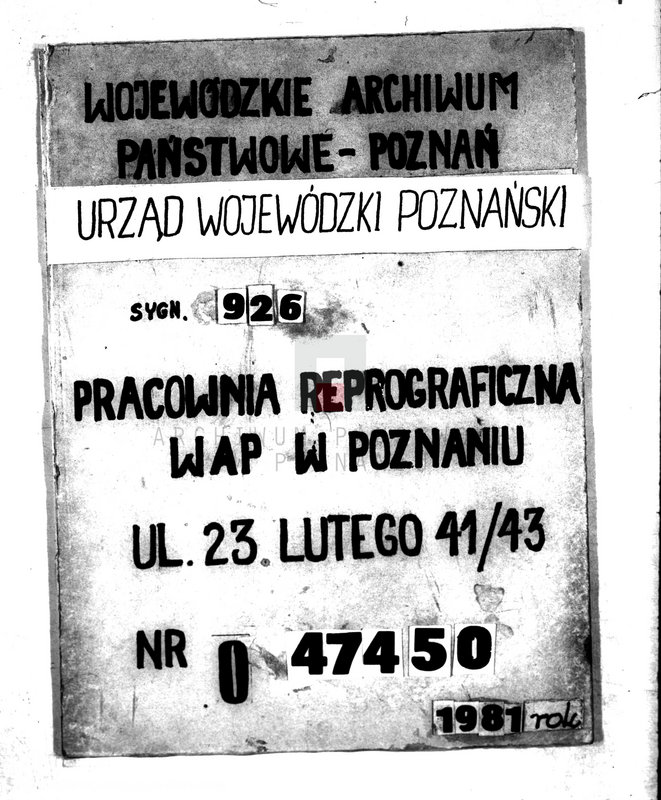 WOJEWÓDZKIE ARCHIWUM
PAŃSTWOWE - POZNAŃ
URZĄD WOJEWÓDZKI POZNAŃSKI
SYGN. 926
PRACOWNIA REPROGRAFICZNA
WAP W POZNANIU
UL. 23. LUTEGO 41/43
NR 0 47450
1981 rok